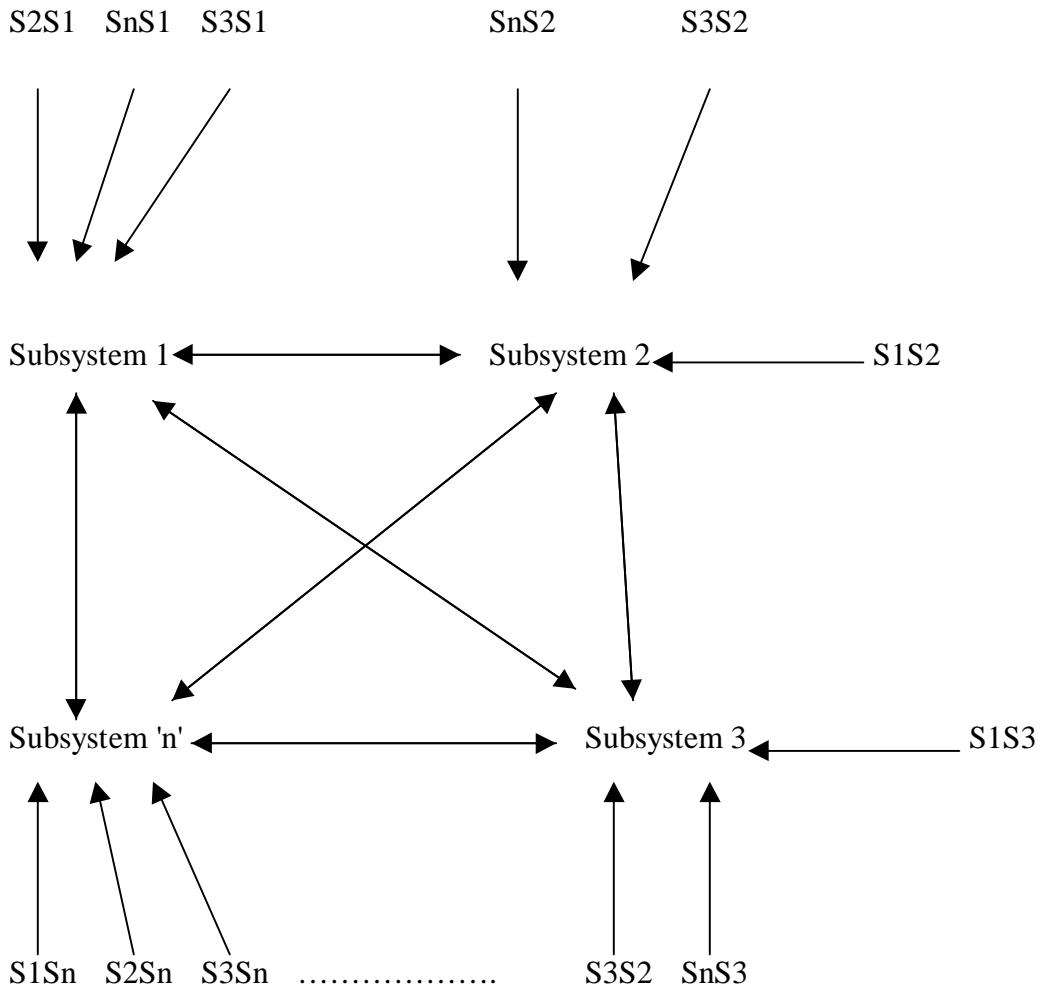 S2S1 SnS1 S3S1 SnS2 S3S2
Subsystem 1 Subsystem 2 S1S2
Subsystem 'n' Subsystem 3 S1S3
S1Sn S2Sn S3Sn ………………. S3S2 SnS3